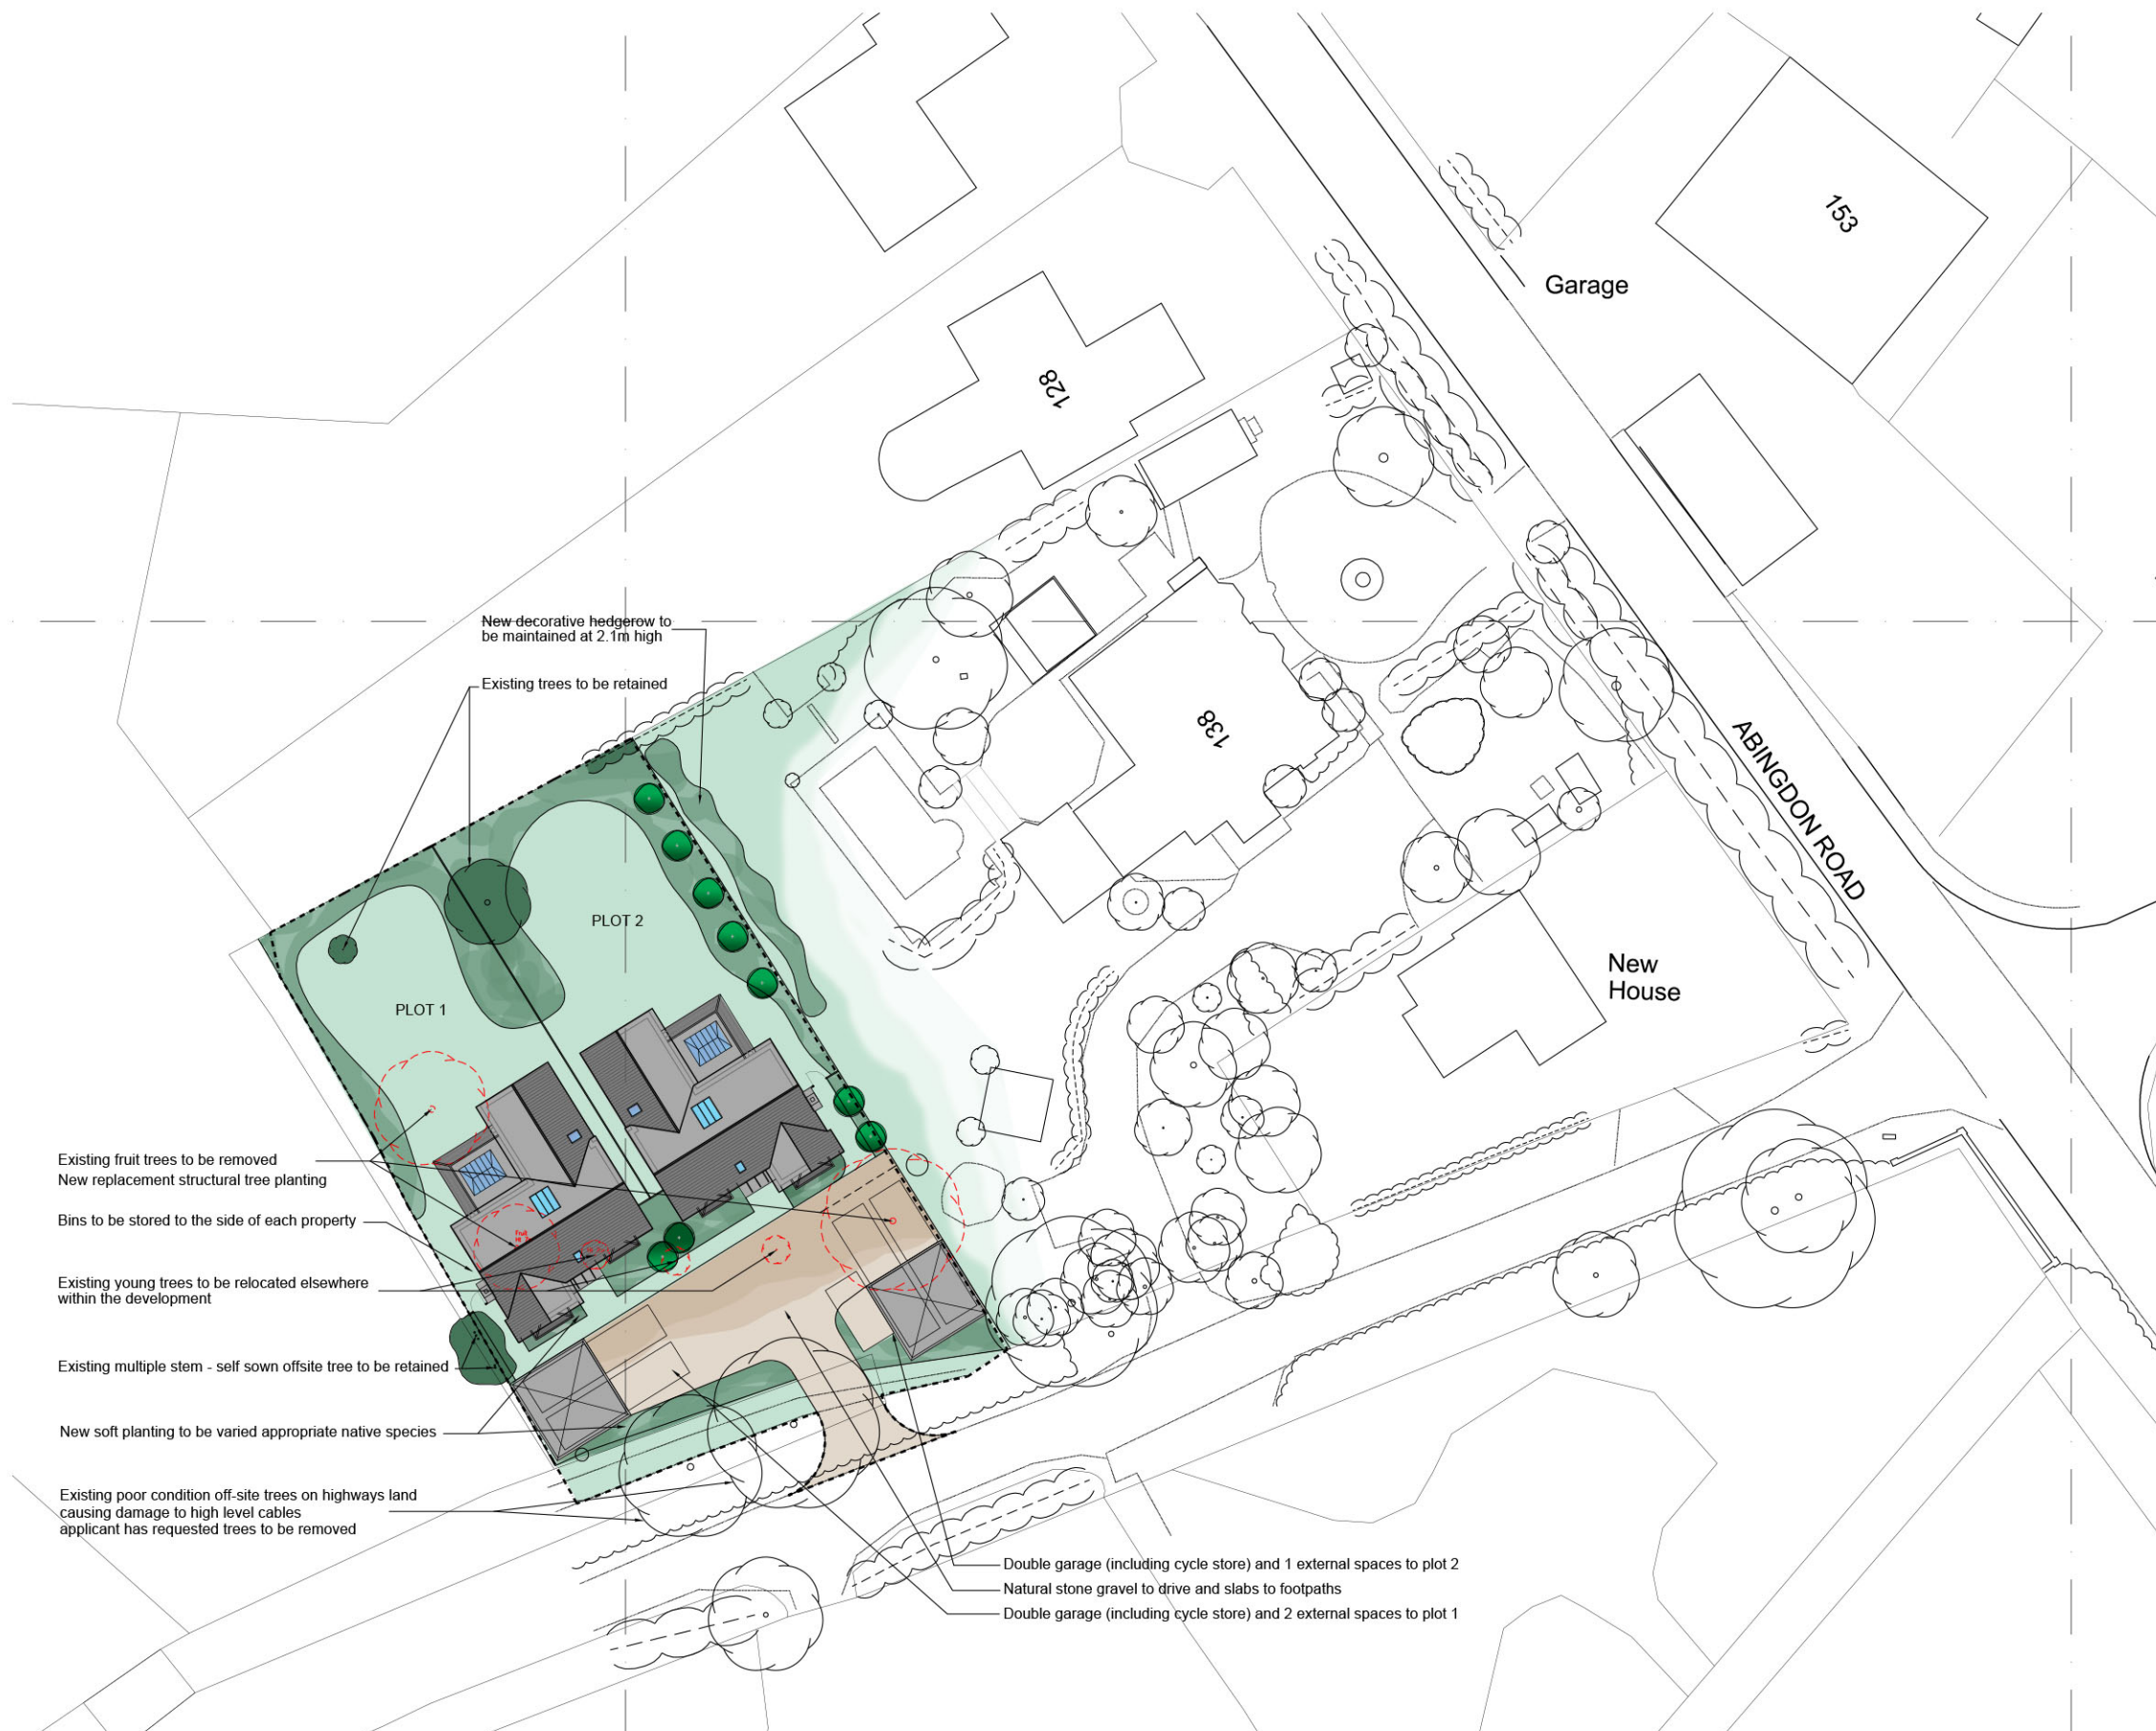 153
Garage
128
New decorative hedgerow to
be maintained at 2.1m high
Existing trees to be retained
138
ABINGDON ROAD
PLOT 2
PLOT 1
New
House
Existing fruit trees to be removed
New replacement structural tree planting
Bins to be stored to the side of each property
Existing young trees to be relocated elsewhere
within the development
Existing multiple stem - self sown offsite tree to be retained
New soft planting to be varied appropriate native species
Existing poor condition off-site trees on highways land
causing damage to high level cables
applicant has requested trees to be removed
Double garage (including cycle store) and 1 external spaces to plot 2
Natural stone gravel to drive and slabs to footpaths
Double garage (including cycle store) and 2 external spaces to plot 1